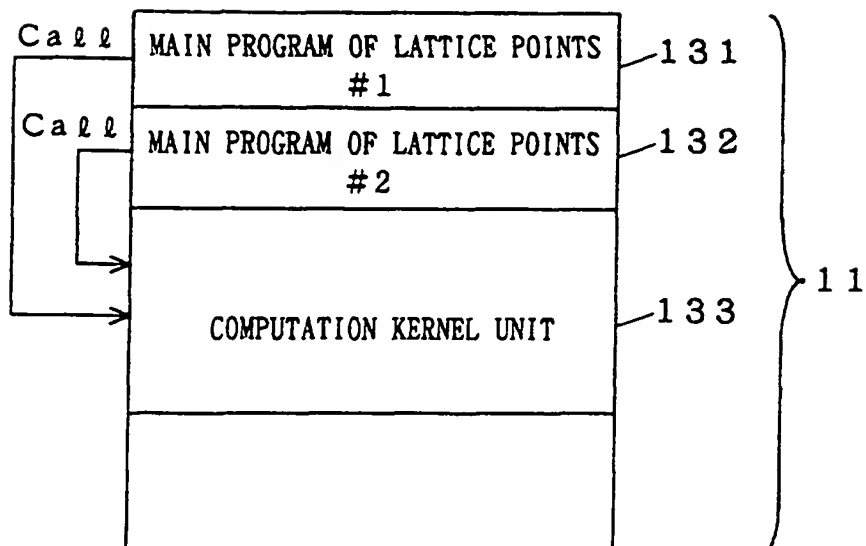 Call
MAIN PROGRAM OF LATTICE POINTS
#1
131
Call
MAIN PROGRAM OF LATTICE POINTS
#2
132
11
COMPUTATION KERNEL UNIT
133